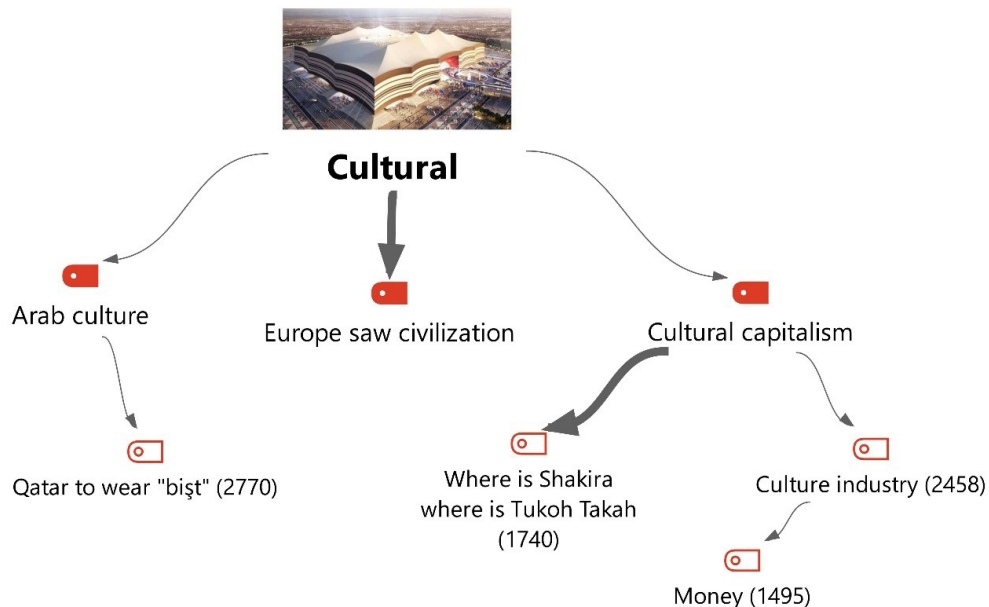 Cultural
Arab culture
Europe saw civilization
Cultural capitalism
Qatar to wear "bişt" (2770)
Where is Shakira
where is Tukoh Takah
(1740)
Culture industry (2458)
Money (1495)